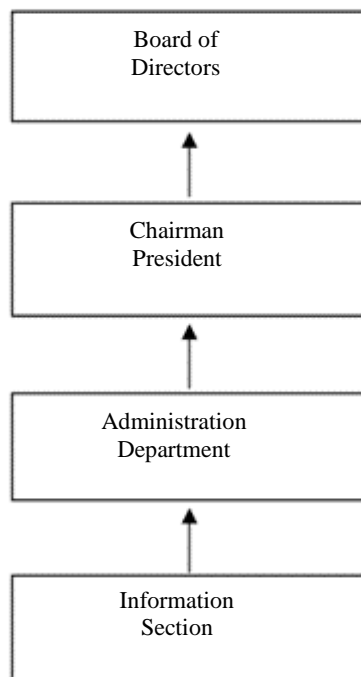 Board of
Directors
Chairman
President
Administration
Department
Information
Section